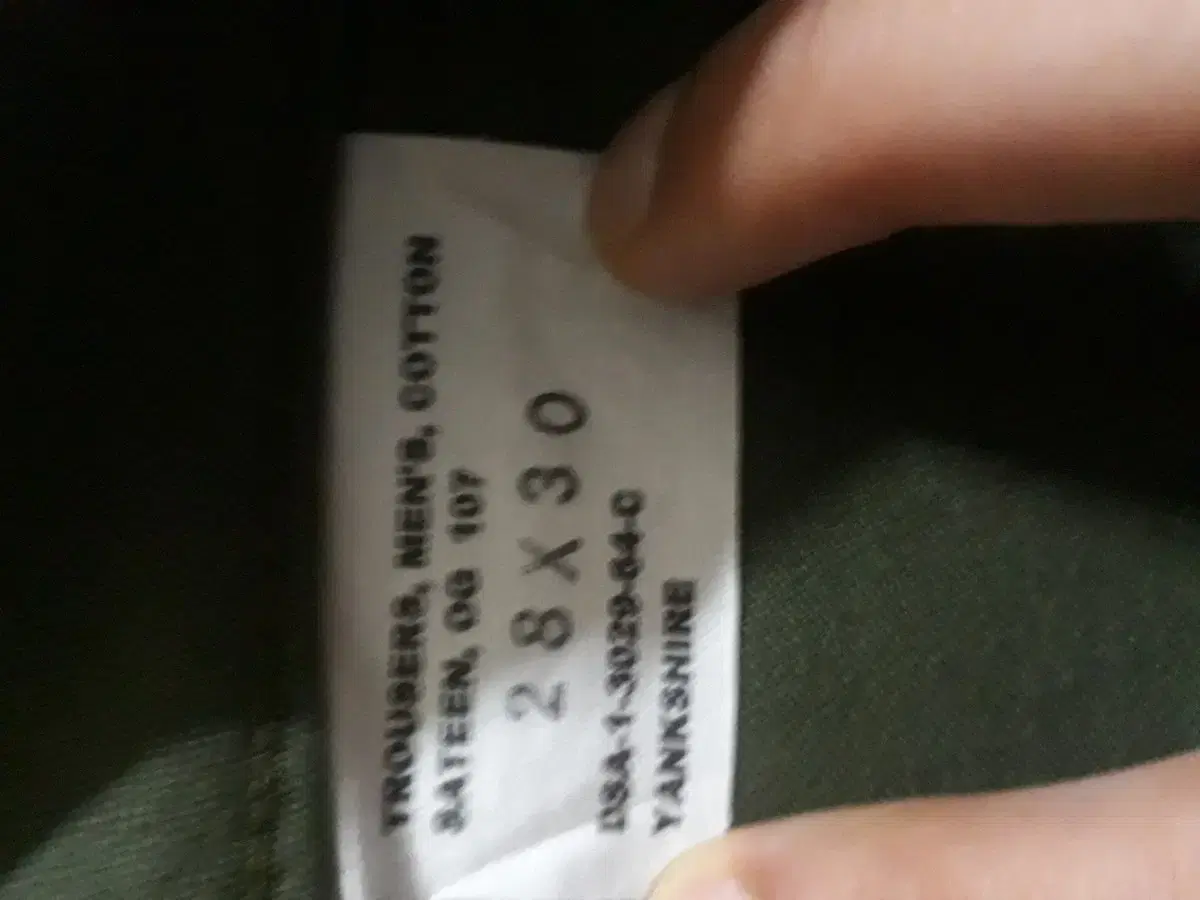 TROUSERS, MEN'S, COTTON
SATEEN, OG 107
28X30
DSA-1-3029-64-C
YANKSHIRE